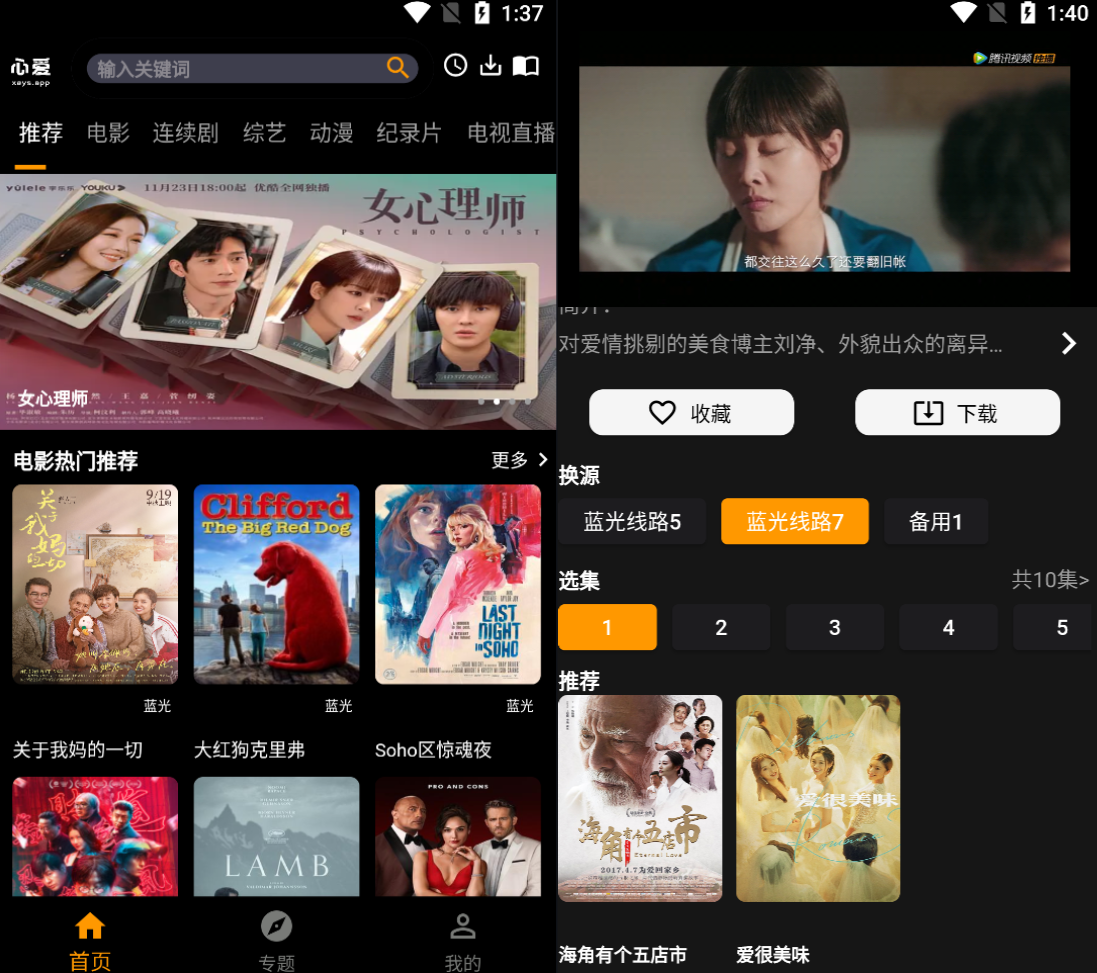 1:37
心爱
xays.app
输入关键词
推荐 电影 连续剧 综艺 动漫 纪录片 电视直播
YOUKU 11月23日18:00起 优酷全网独播
女心理师
PSYCHOLOGIST
女心理师
电影热门推荐
更多
关于我妈的一切
9/19
Clifford
The Big Red Dog
LAST NIGHT IN SOHO
蓝光 蓝光 蓝光
关于我妈的一切 大红狗克里弗 Soho区惊魂夜
LAMB
PRO AND CONS
首页 专题 我的
1:40
腾讯视频 独播
都交往这么久了还要翻旧帐
简介：
对爱情挑剔的美食博主刘净、外貌出众的离异...
收藏 下载
换源
蓝光线路5 蓝光线路7 备用1
选集 共10集>
1 2 3 4 5
推荐
海角有个五店市
Eternal Love
2017.4.7为爱回家乡
爱很美味
海角有个五店市 爱很美味